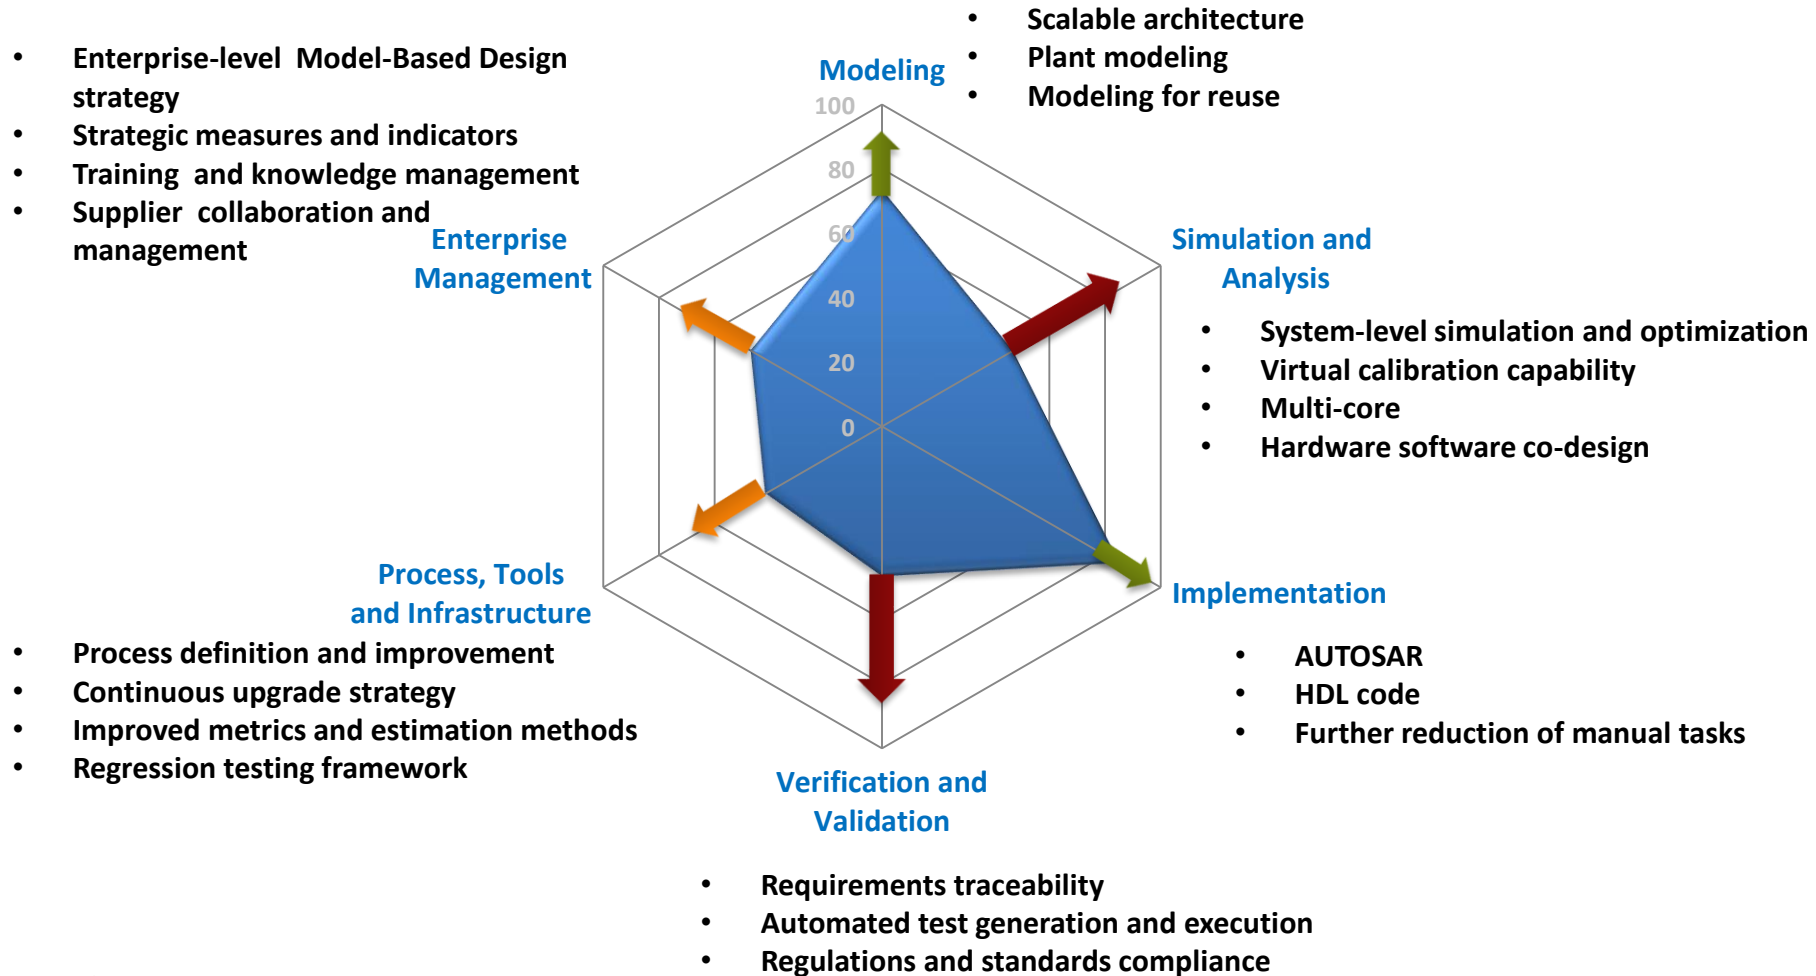 • Scalable architecture
• Plant modeling
• Modeling for reuse
• Enterprise-level Model-Based Design
strategy
• Strategic measures and indicators
• Training and knowledge management
• Supplier collaboration and
management
Modeling
100
80
60
40
20
0
Enterprise
Management
Simulation and
Analysis
• System-level simulation and optimization
• Virtual calibration capability
• Multi-core
• Hardware software co-design
Process, Tools
and Infrastructure
• Process definition and improvement
• Continuous upgrade strategy
• Improved metrics and estimation methods
• Regression testing framework
Implementation
• AUTOSAR
• HDL code
• Further reduction of manual tasks
Verification and
Validation
• Requirements traceability
• Automated test generation and execution
• Regulations and standards compliance